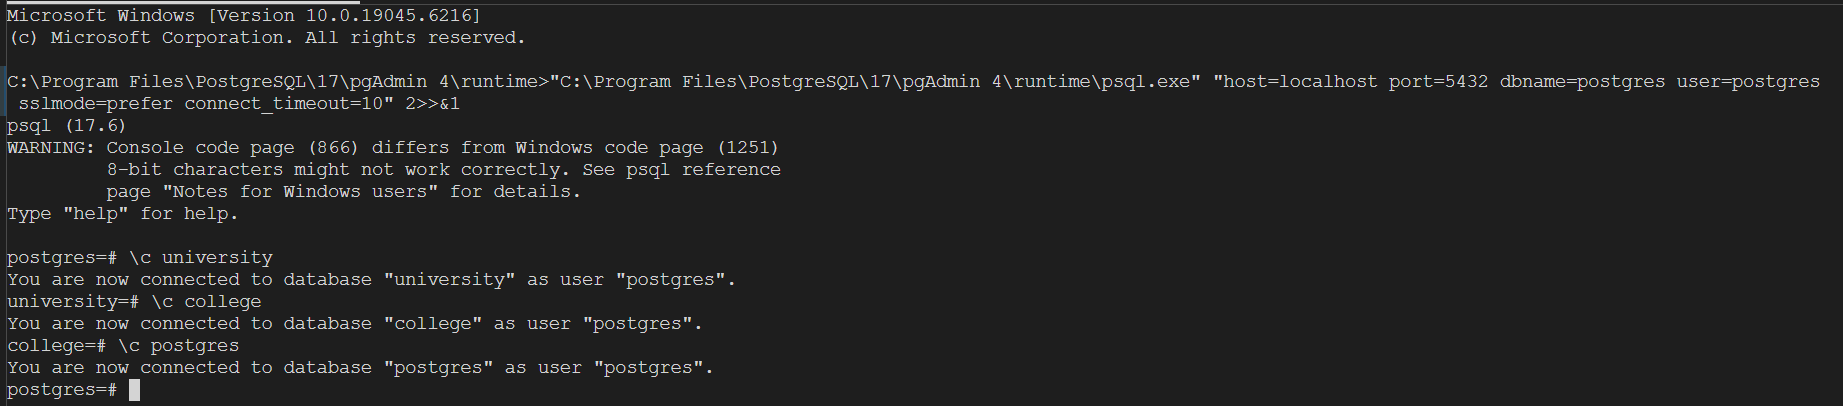 Microsoft Windows [Version 10.0.19045.6216]
(c) Microsoft Corporation. All rights reserved.
C:\Program Files\PostgreSQL\17\pgAdmin 4\runtime>"C:\Program Files\PostgreSQL\17\pgAdmin 4\runtime\psql.exe" "host=localhost port=5432 dbname=postgres user=postgres
 sslmode=prefer connect_timeout=10" 2>>&1
psql (17.6)
WARNING: Console code page (866) differs from Windows code page (1251)
         8-bit characters might not work correctly. See psql reference
         page "Notes for Windows users" for details.
Type "help" for help.
postgres=# \c university
You are now connected to database "university" as user "postgres".
university=# \c college
You are now connected to database "college" as user "postgres".
college=# \c postgres
You are now connected to database "postgres" as user "postgres".
postgres=#